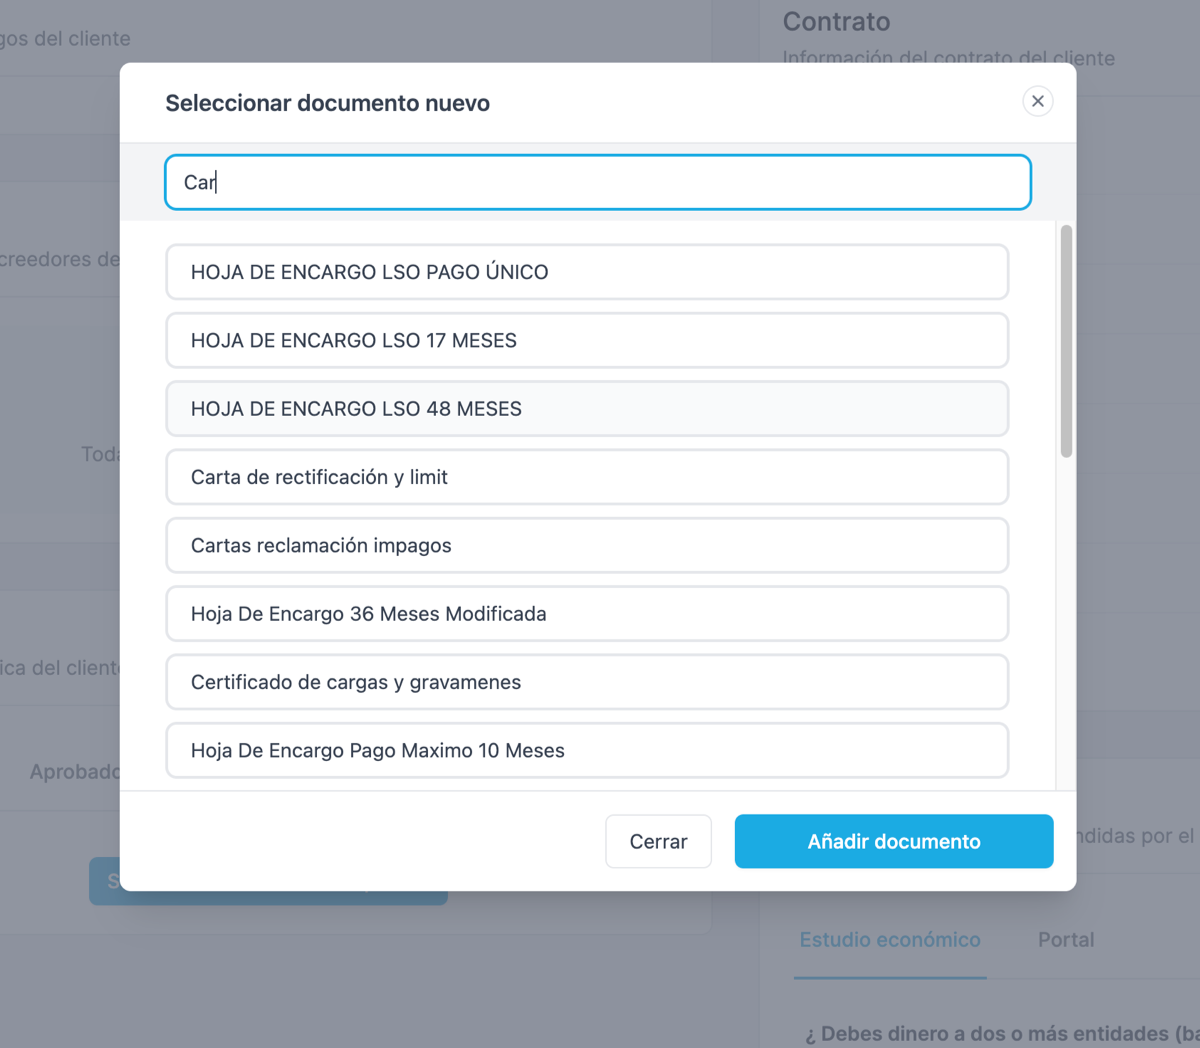 gos del cliente
Contrato
Información del contrato del cliente
Seleccionar documento nuevo
Car
HOJA DE ENCARGO LSO PAGO ÚNICO
HOJA DE ENCARGO LSO 17 MESES
creedores de
HOJA DE ENCARGO LSO 48 MESES
Toda
Carta de rectificación y limit
Cartas reclamación impagos
Hoja De Encargo 36 Meses Modificada
ica del cliente
Certificado de cargas y gravamenes
Hoja De Encargo Pago Maximo 10 Meses
Aprobado
Cerrar
Añadir documento
ndidas por el
S
Estudio económico
Portal
¿ Debes dinero a dos o más entidades (ba